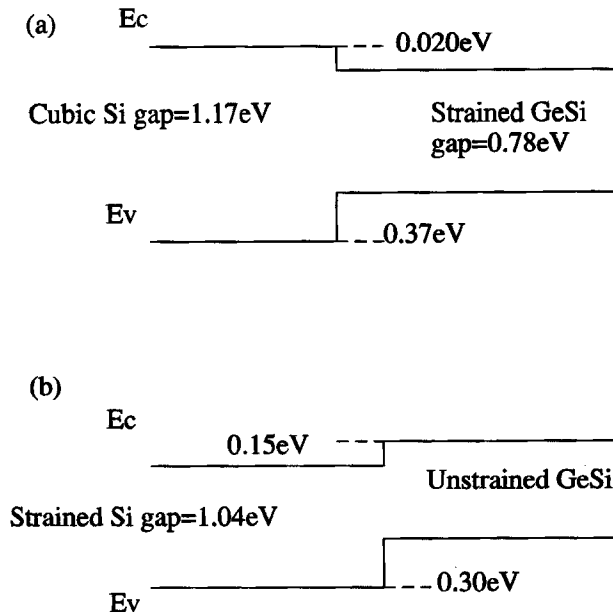 (a)
Ec
0.020eV
Cubic Si gap=1.17eV
Strained GeSi
gap=0.78eV
Ev
0.37eV
(b)
Ec
0.15eV
Unstrained GeSi
Strained Si gap=1.04eV
0.30eV
Ev